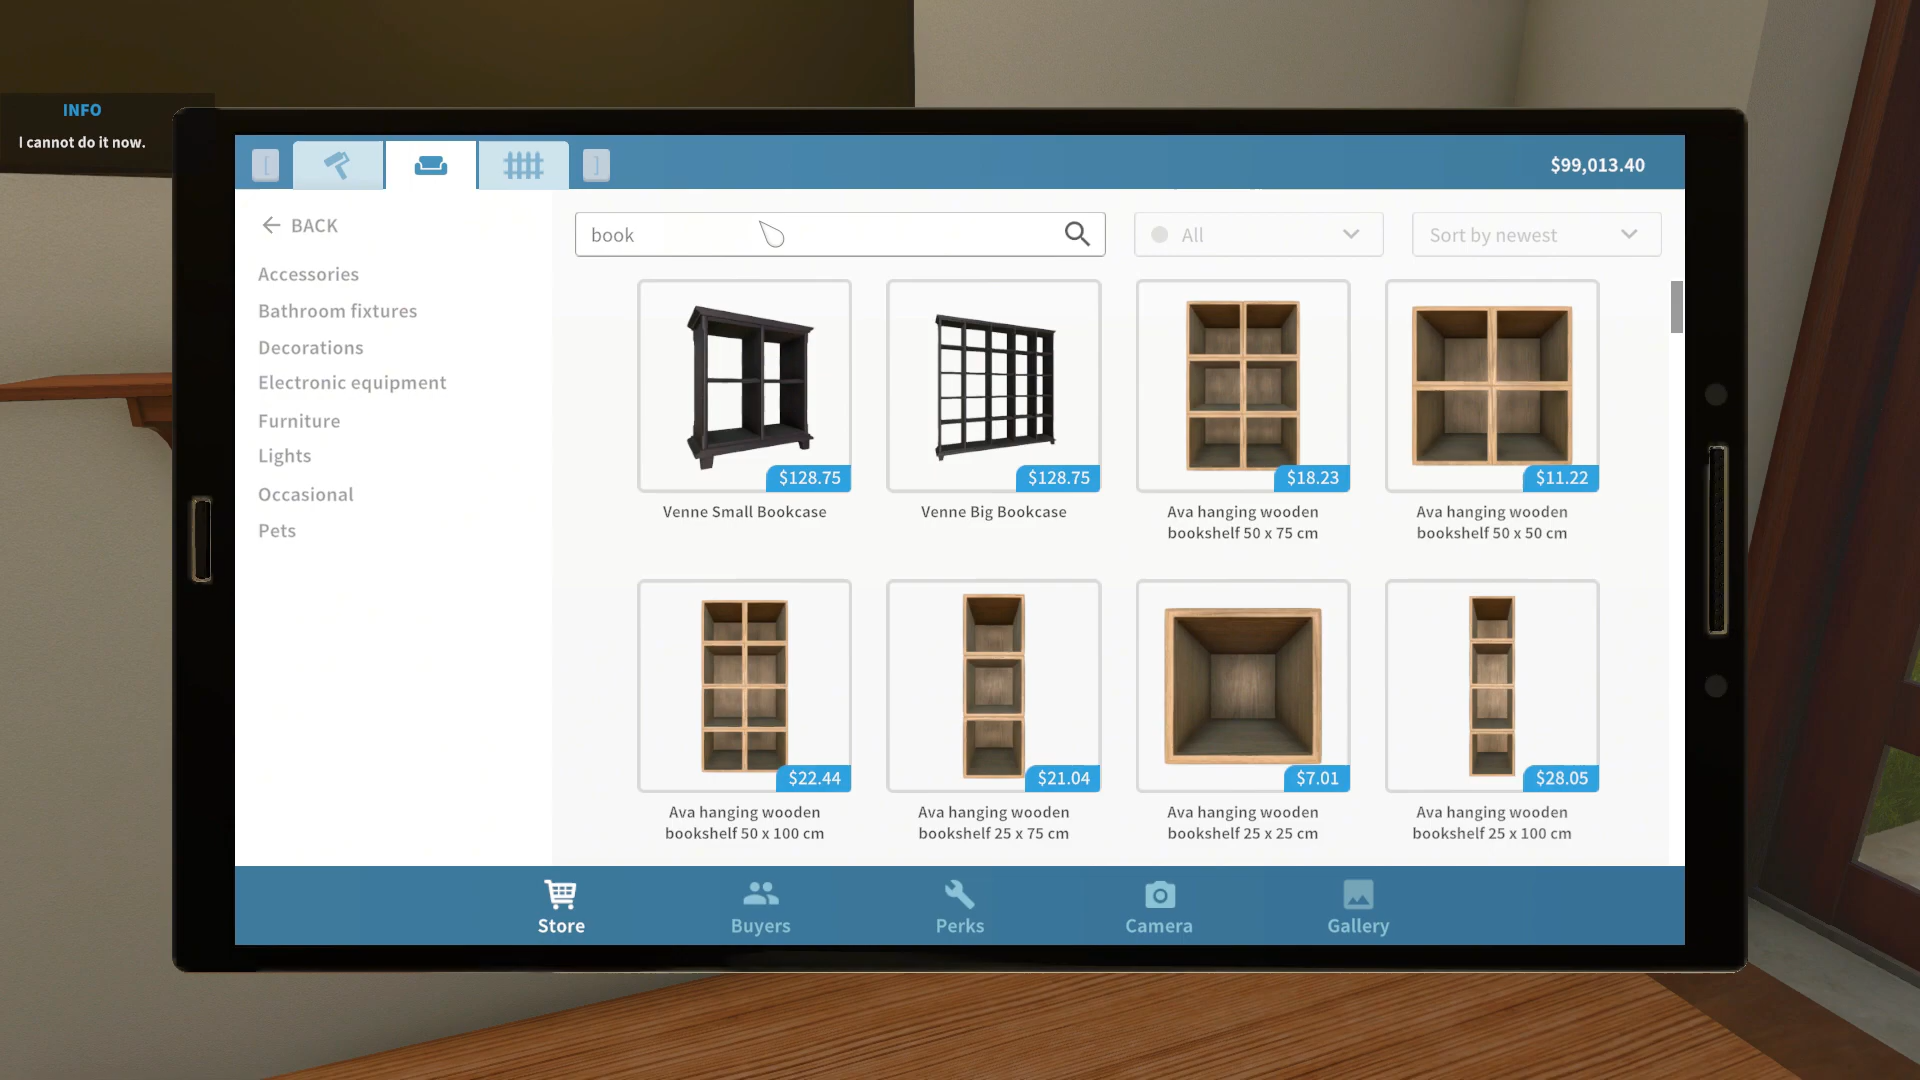 INFO
I cannot do it now.
[
]
$99,013.40
BACK
book
All
Sort by newest
Accessories
Bathroom fixtures
Decorations
Electronic equipment
Furniture
Lights
Occasional
Pets
$128.75
$128.75
$18.23
$11.22
Venne Small Bookcase
Venne Big Bookcase
Ava hanging wooden
bookshelf 50 x 75 cm
Ava hanging wooden
bookshelf 50 x 50 cm
$22.44
$21.04
$7.01
$28.05
Ava hanging wooden
bookshelf 50 x 100 cm
Ava hanging wooden
bookshelf 25 x 75 cm
Ava hanging wooden
bookshelf 25 x 25 cm
Ava hanging wooden
bookshelf 25 x 100 cm
Store
Buyers
Perks
Camera
Gallery